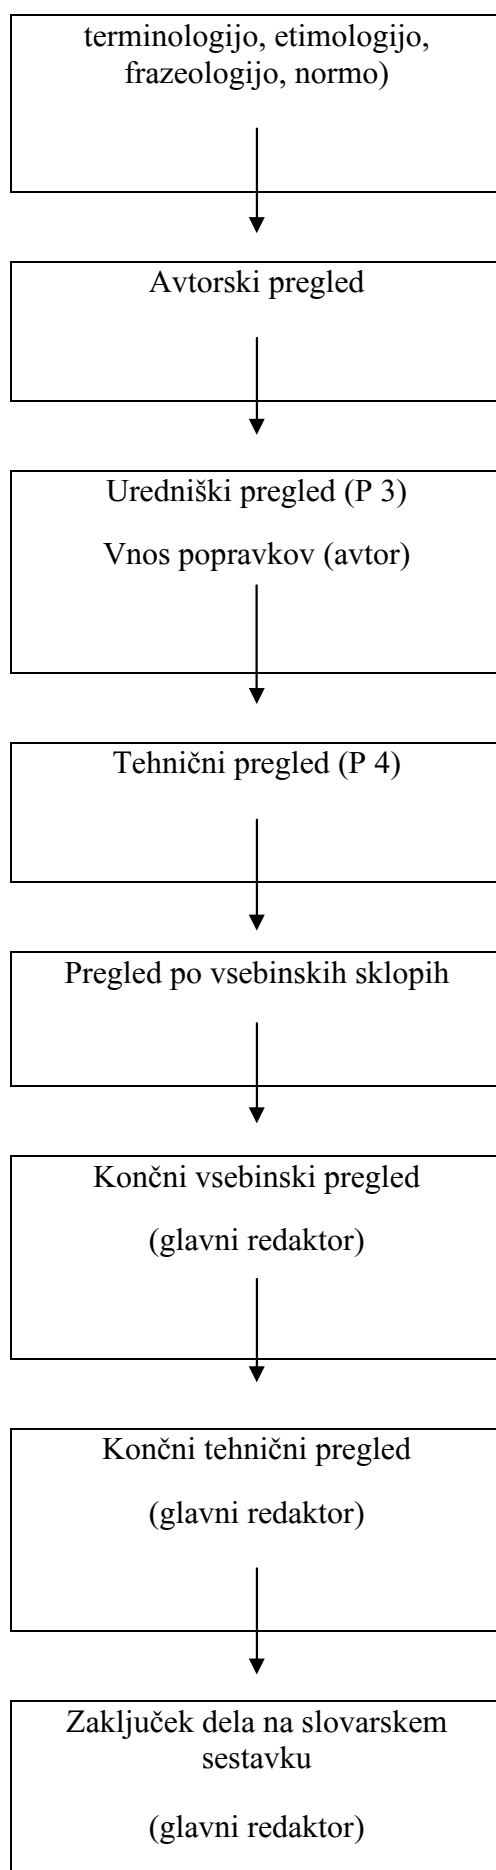 terminologijo, etimologijo,
frazeologijo, normo)
Avtorski pregled
Uredniški pregled (P 3)
Vnos popravkov (avtor)
Tehnični pregled (P 4)
Pregled po vsebinskih sklopih
Končni vsebinski pregled
(glavni redaktor)
Končni tehnični pregled
(glavni redaktor)
Zaključek dela na slovarskem
sestavku
(glavni redaktor)